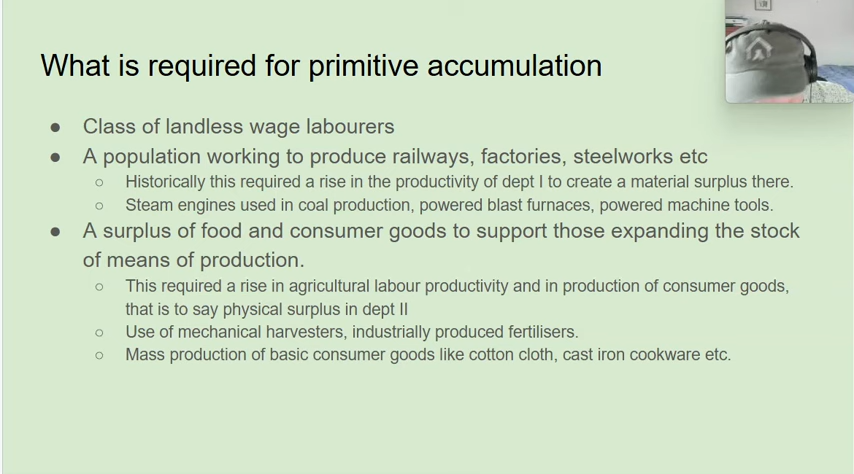 What is required for primitive accumulation
● Class of landless wage labourers
● A population working to produce railways, factories, steelworks etc
○ Historically this required a rise in the productivity of dept I to create a material surplus there.
○ Steam engines used in coal production, powered blast furnaces, powered machine tools.
● A surplus of food and consumer goods to support those expanding the stock
of means of production.
○ This required a rise in agricultural labour productivity and in production of consumer goods,
that is to say physical surplus in dept II
○ Use of mechanical harvesters, industrially produced fertilisers.
○ Mass production of basic consumer goods like cotton cloth, cast iron cookware etc.